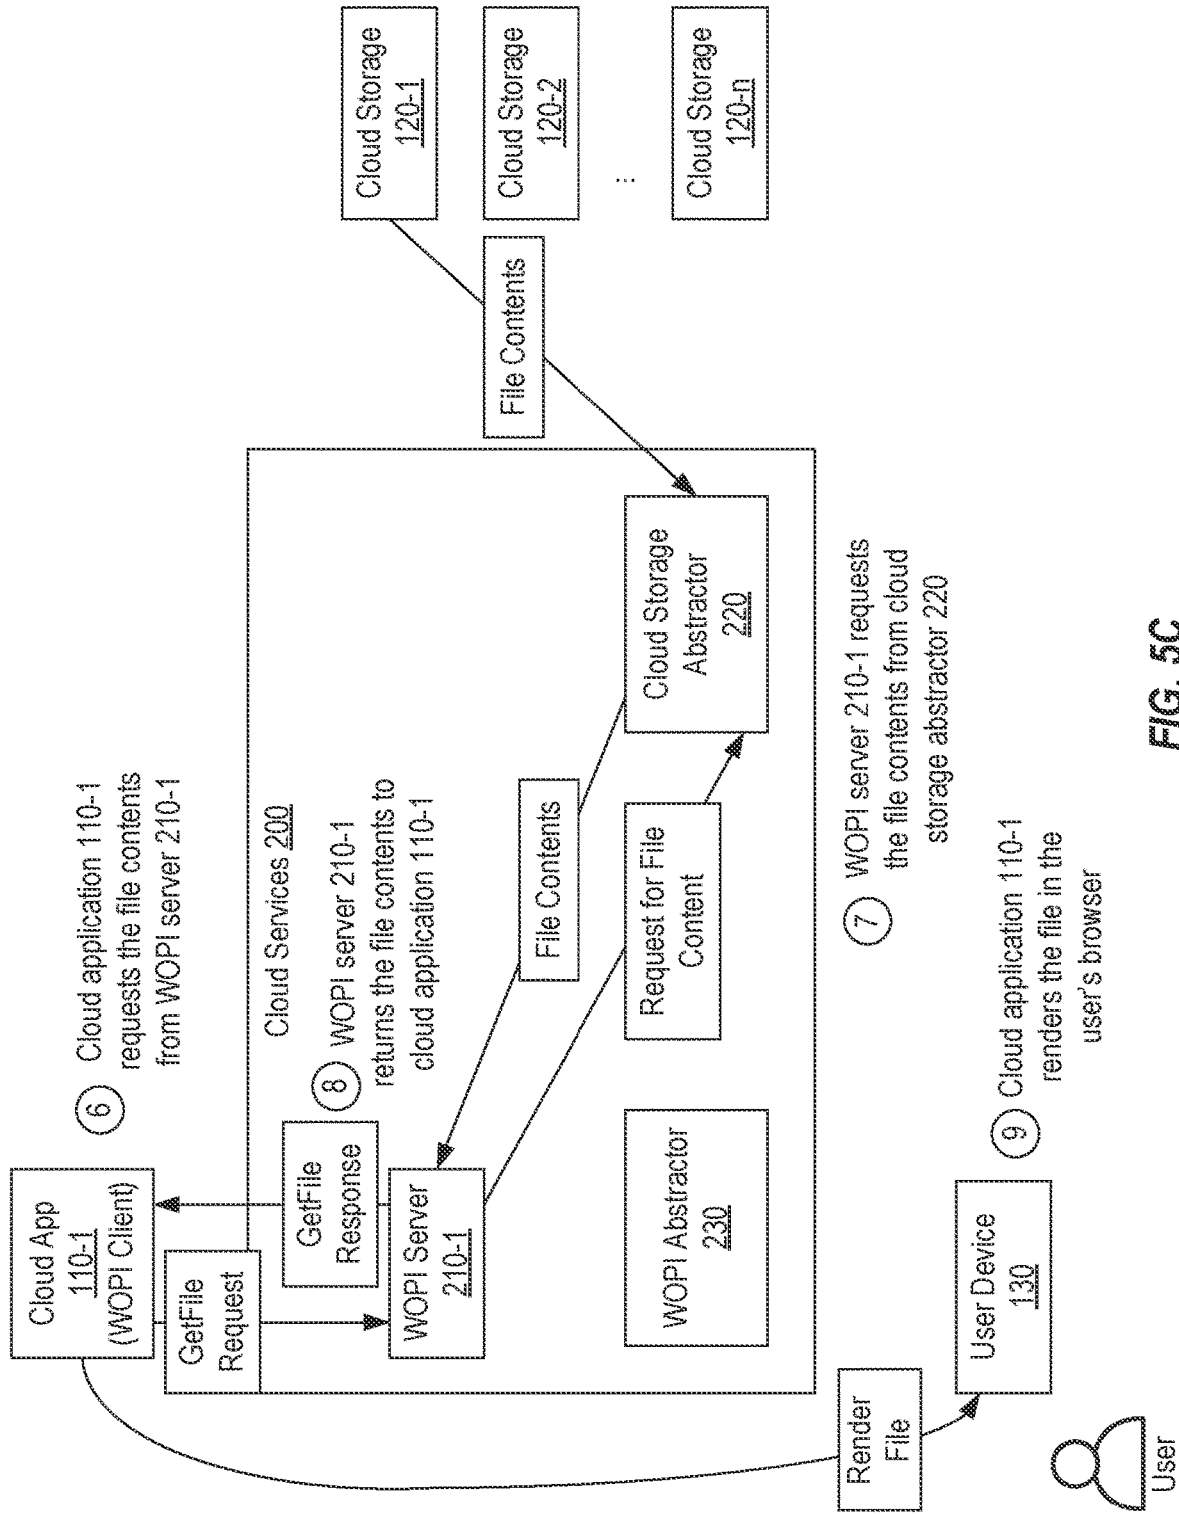 Cloud App
110-1
(WOPI Client)
6
Cloud application 110-1
requests the file contents
from WOPI server 210-1
GetFile
Request
Cloud Services 200
GetFile
Response
8
WOPI server 210-1
returns the file contents to
cloud application 110-1
WOPI Server
210-1
File Contents
File Contents
Cloud Storage
120-1
Cloud Storage
120-2
...
Cloud Storage
120-n
WOPI Abstractor
230
Request for File
Content
Cloud Storage
Abstractor
220
7
WOPI server 210-1 requests
the file contents from cloud
storage abstractor 220
Render
File
User Device
130
9
Cloud application 110-1
renders the file in the
user's browser
User
FIG. 5C